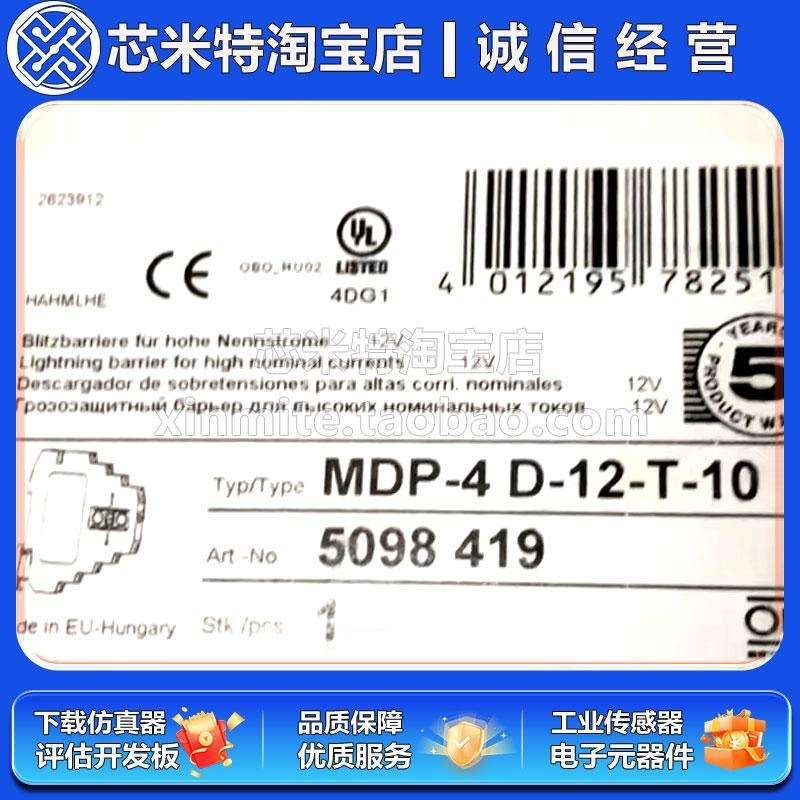 芯米特淘宝店 | 诚信经营
2623912
CE
UL
LISTED
4DG1
OBO_HU02
HAHMLHE
4 012195 78251
Blitzbarriere für hohe Nennströme 12V
Lightning barrier for high nominal currents 12V
Descargador de sobretensiones para altas corri. nominales 12V
Грозозащитный барьер для высоких номинальных токов 12V
YEARS
5
PRODUCT W
芯米特淘宝店
xinmite.taobao.com
Typ/Type MDP-4 D-12-T-10
Art.-No 5098 419
de in EU-Hungary
Stk./pcs 1
下载仿真器
评估开发板
品质保障
优质服务
工业传感器
电子元器件